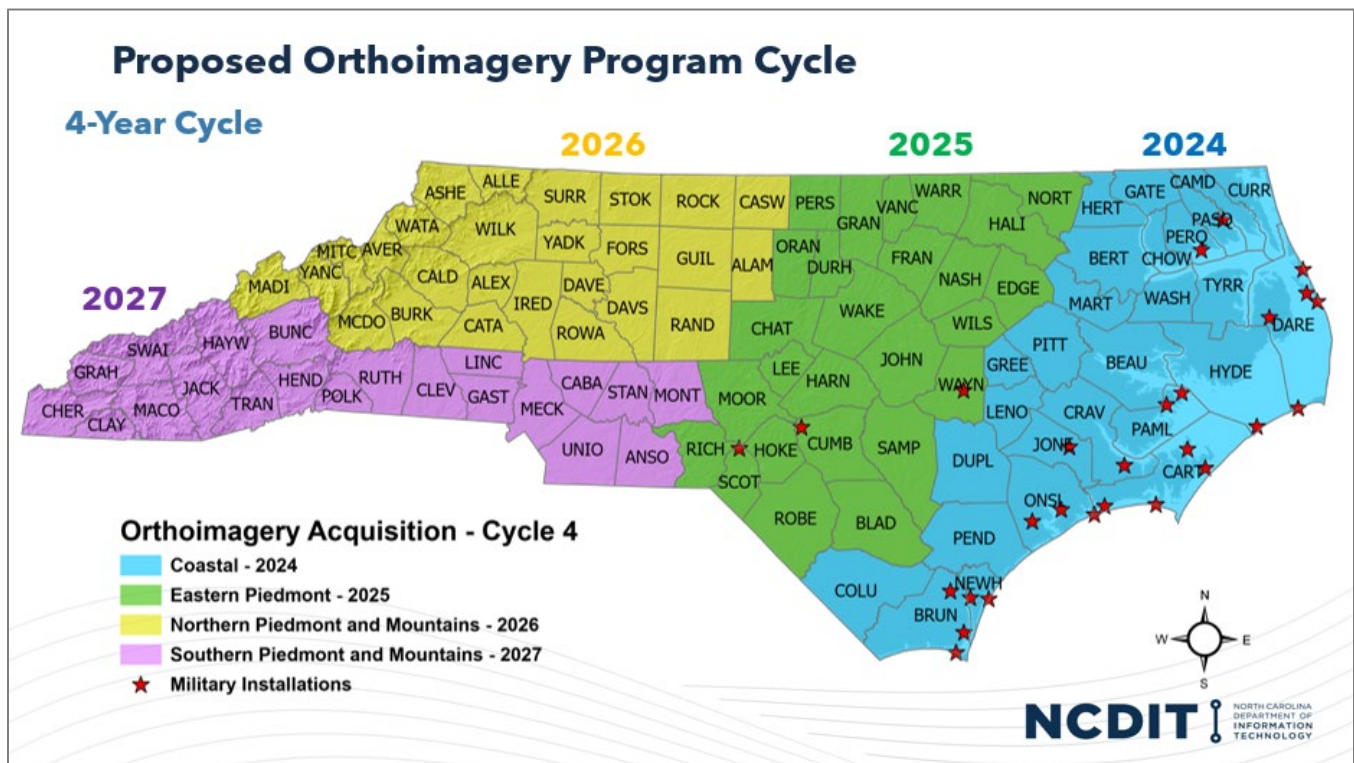 Proposed Orthoimagery Program Cycle
4-Year Cycle
2026
2025
2024
2027
ASHE
ALLE
SURR
STOK
ROCK
CASW
PERS
GRAN
VANC
WARR
NORT
HALI
HERT
GATE
CAMD
CURR
PASQ
PERQ
CHOW
BERT
WATA
WILK
YADK
FORS
GUIL
ALAM
ORAN
DURH
FRAN
NASH
EDGE
MART
WASH
TYRR
DARE
MITC
AVER
YANC
MADI
CALD
ALEX
IRED
DAVE
DAVS
MCDO
BURK
CATA
ROWA
RAND
CHAT
WAKE
WILS
PITT
BEAU
HYDE
BUNC
HAYW
SWAI
GRAH
JACK
HEND
CHER
CLAY
MACO
TRAN
POLK
RUTH
CLEV
LINC
GAST
MECK
CABA
STAN
MONT
UNIO
ANSO
MOOR
LEE
HARN
JOHN
WAYN
GREE
LENO
CRAV
PAML
JONE
CART
RICH
HOKE
CUMB
SAMP
DUPL
SCOT
ONSL
ROBE
BLAD
PEND
COLU
NEWH
BRUN
Orthoimagery Acquisition - Cycle 4
Coastal - 2024
Eastern Piedmont - 2025
Northern Piedmont and Mountains - 2026
Southern Piedmont and Mountains - 2027
Military Installations
N
W
E
S
NCDIT
NORTH CAROLINA
DEPARTMENT OF
INFORMATION
TECHNOLOGY